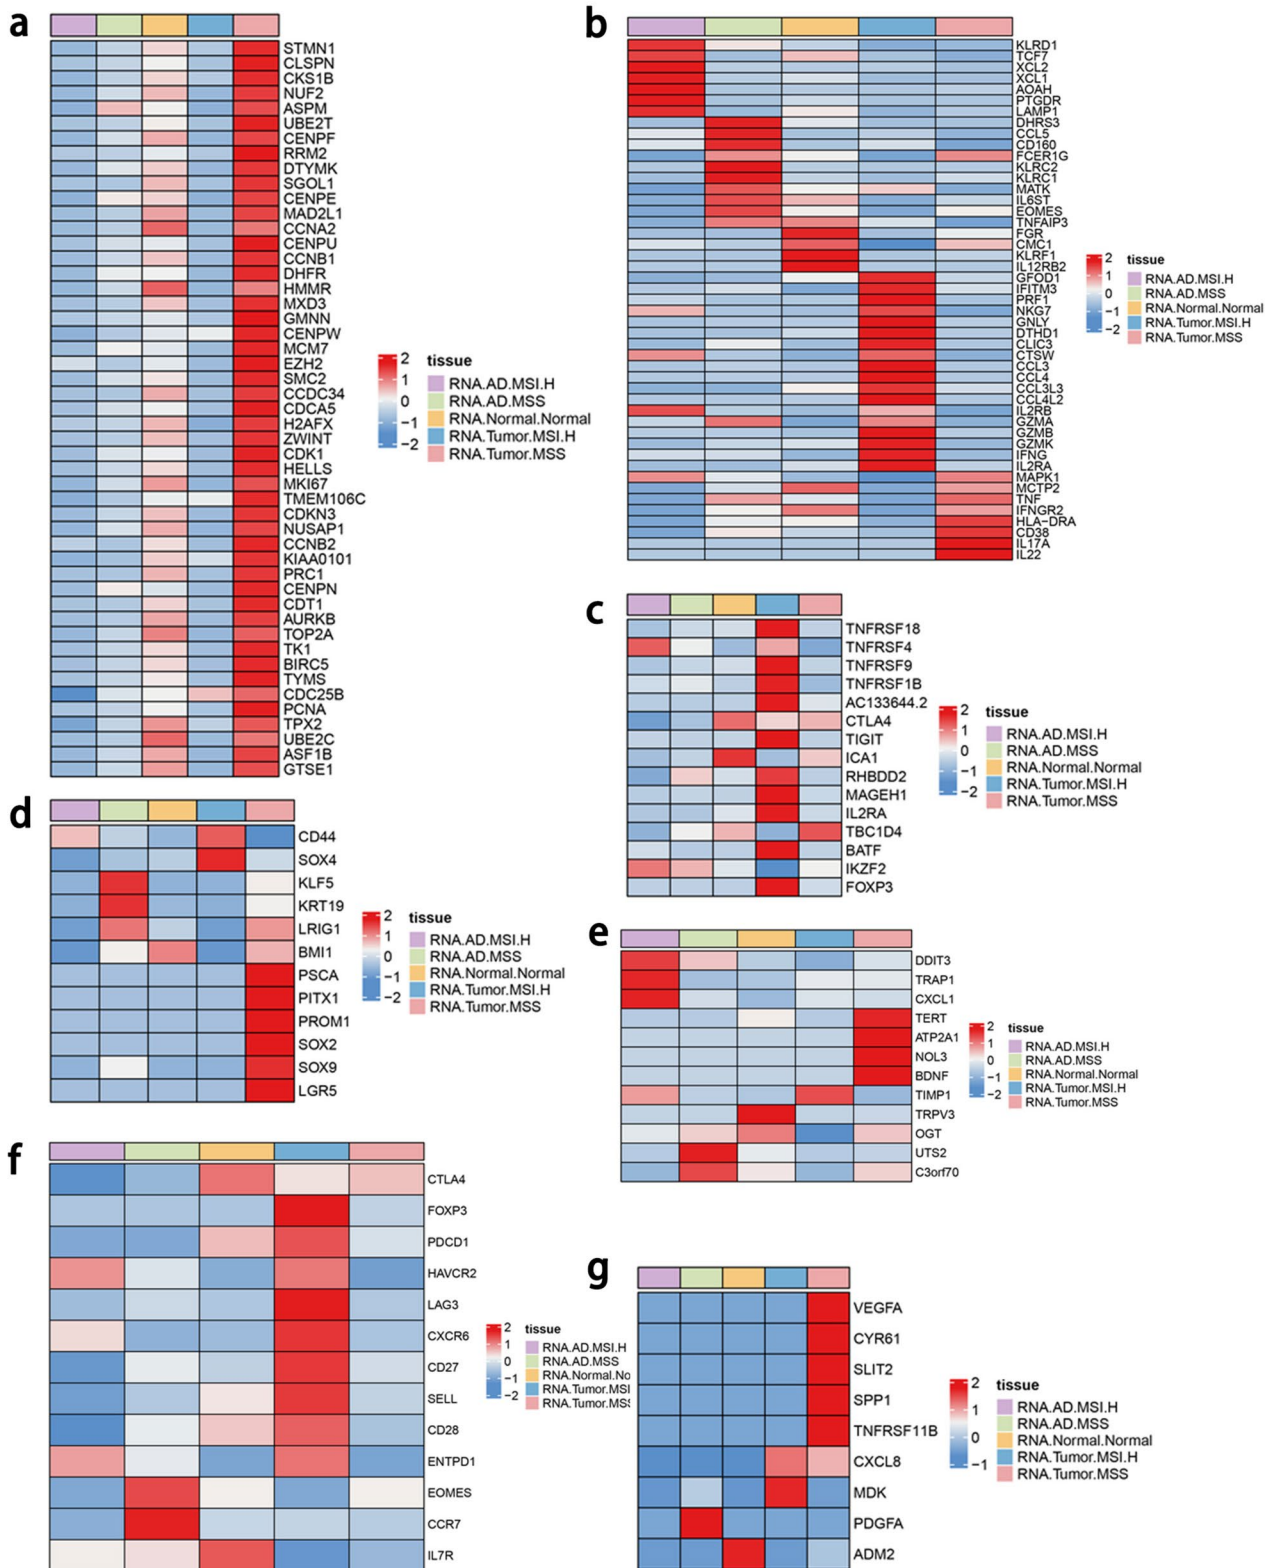 a
STMN1
CLSPN
CKS1B
NUF2
ASPM
UBE2T
CENPF
RRM2
DTYMK
SGOL1
CENPE
MAD2L1
CCNA2
CENPU
CCNB1
DHFR
HMMR
MXD3
GMNN
CENPW
MCM7
EZH2
SMC2
CCDC34
CDCA5
H2AFX
ZWINT
CDK1
HELLS
MKI67
TMEM106C
CDKN3
NUSAP1
CCNB2
KIAA0101
PRC1
CENPN
CDT1
AURKB
TOP2A
TK1
BIRC5
TYMS
CDC25B
PCNA
TPX2
UBE2C
ASF1B
GTSE1
2
1
0
−1
−2
tissue
RNA.AD.MSI.H
RNA.AD.MSS
RNA.Normal.Normal
RNA.Tumor.MSI.H
RNA.Tumor.MSS
b
KLRD1
TCF7
XCL2
XCL1
AOAH
PTGDR
LAMP1
DHRS3
CCL5
CD160
FCER1G
KLRC2
KLRC1
MATK
IL6ST
EOMES
TNFAIP3
FGR
CMC1
KLRF1
IL12RB2
GFOD1
IFITM3
PRF1
NKG7
GNLY
DTHD1
CLIC3
CTSW
CCL3
CCL4
CCL3L3
CCL4L2
IL2RB
GZMA
GZMB
GZMK
IFNG
IL2RA
MAPK1
MCTP2
TNF
IFNGR2
HLA−DRA
CD38
IL17A
IL22
2
1
0
−1
−2
tissue
RNA.AD.MSI.H
RNA.AD.MSS
RNA.Normal.Normal
RNA.Tumor.MSI.H
RNA.Tumor.MSS
c
TNFRSF18
TNFRSF4
TNFRSF9
TNFRSF1B
AC133644.2
CTLA4
TIGIT
ICA1
RHBDD2
MAGEH1
IL2RA
TBC1D4
BATF
IKZF2
FOXP3
2
1
0
−1
−2
tissue
RNA.AD.MSI.H
RNA.AD.MSS
RNA.Normal.Normal
RNA.Tumor.MSI.H
RNA.Tumor.MSS
d
CD44
SOX4
KLF5
KRT19
LRIG1
BMI1
PSCA
PITX1
PROM1
SOX2
SOX9
LGR5
2
1
0
−1
−2
tissue
RNA.AD.MSI.H
RNA.AD.MSS
RNA.Normal.Normal
RNA.Tumor.MSI.H
RNA.Tumor.MSS
e
DDIT3
TRAP1
CXCL1
TERT
ATP2A1
NOL3
BDNF
TIMP1
TRPV3
OGT
UTS2
C3orf70
2
1
0
−1
−2
tissue
RNA.AD.MSI.H
RNA.AD.MSS
RNA.Normal.Normal
RNA.Tumor.MSI.H
RNA.Tumor.MSS
f
CTLA4
FOXP3
PDCD1
HAVCR2
LAG3
CXCR6
CD27
SELL
CD28
ENTPD1
EOMES
CCR7
IL7R
2
1
0
−1
−2
tissue
RNA.AD.MSI.H
RNA.AD.MSS
RNA.Normal.No
RNA.Tumor.MSI
RNA.Tumor.MSS
g
VEGFA
CYR61
SLIT2
SPP1
TNFRSF11B
CXCL8
MDK
PDGFA
ADM2
2
1
0
−1
tissue
RNA.AD.MSI.H
RNA.AD.MSS
RNA.Normal.Normal
RNA.Tumor.MSI.H
RNA.Tumor.MSS